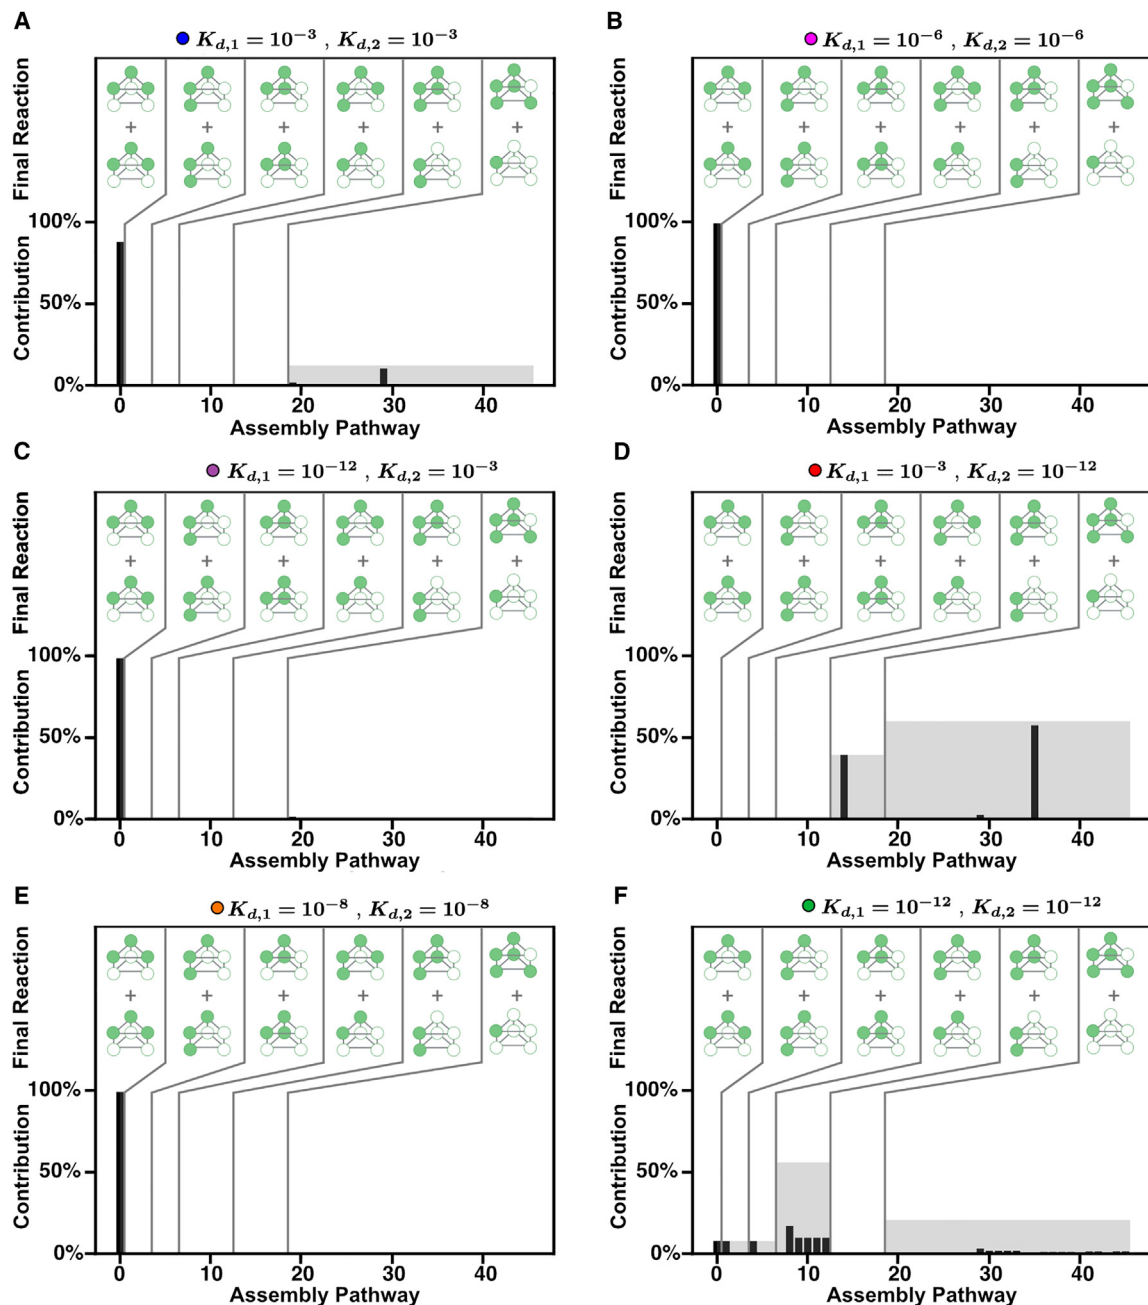 A
K_{d,1} = 10^{-3} , K_{d,2} = 10^{-3}
Final Reaction
+ + + + + +
100%
50%
0%
Contribution
0 10 20 30 40
Assembly Pathway
B
K_{d,1} = 10^{-6} , K_{d,2} = 10^{-6}
Final Reaction
+ + + + + +
100%
50%
0%
Contribution
0 10 20 30 40
Assembly Pathway
C
K_{d,1} = 10^{-12} , K_{d,2} = 10^{-3}
Final Reaction
+ + + + + +
100%
50%
0%
Contribution
0 10 20 30 40
Assembly Pathway
D
K_{d,1} = 10^{-3} , K_{d,2} = 10^{-12}
Final Reaction
+ + + + + +
100%
50%
0%
Contribution
0 10 20 30 40
Assembly Pathway
E
K_{d,1} = 10^{-8} , K_{d,2} = 10^{-8}
Final Reaction
+ + + + + +
100%
50%
0%
Contribution
0 10 20 30 40
Assembly Pathway
F
K_{d,1} = 10^{-12} , K_{d,2} = 10^{-12}
Final Reaction
+ + + + + +
100%
50%
0%
Contribution
0 10 20 30 40
Assembly Pathway